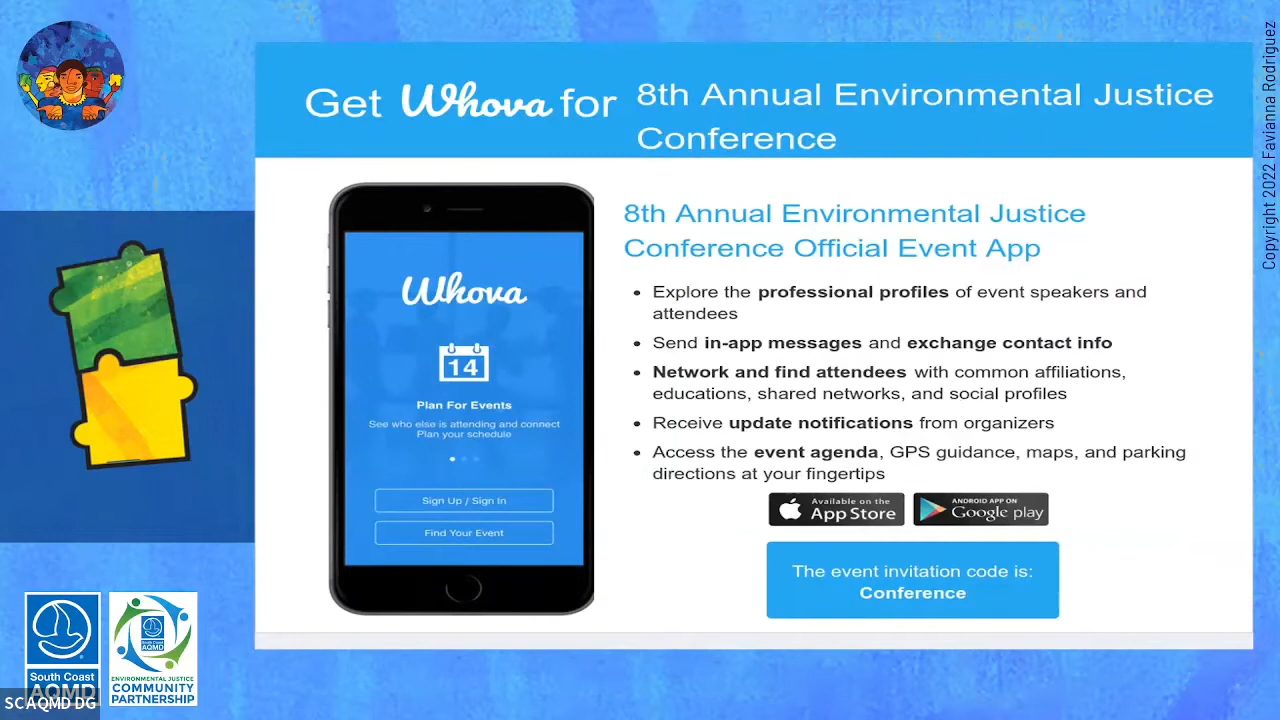 Get Whova for 8th Annual Environmental Justice
Conference
8th Annual Environmental Justice
Conference Official Event App
• Explore the professional profiles of event speakers and
attendees
• Send in-app messages and exchange contact info
• Network and find attendees with common affiliations,
educations, shared networks, and social profiles
• Receive update notifications from organizers
• Access the event agenda, GPS guidance, maps, and parking
directions at your fingertips
Available on the
App Store
ANDROID APP ON
Google play
The event invitation code is:
Conference
Whova
14
Plan For Events
See who else is attending and connect
Plan your schedule
Sign Up / Sign In
Find Your Event
Copyright 2022 Favianna Rodriguez
South Coast
AQMD
South Coast
AQMD
ENVIRONMENTAL JUSTICE
COMMUNITY
PARTNERSHIP
SCAQMD DG